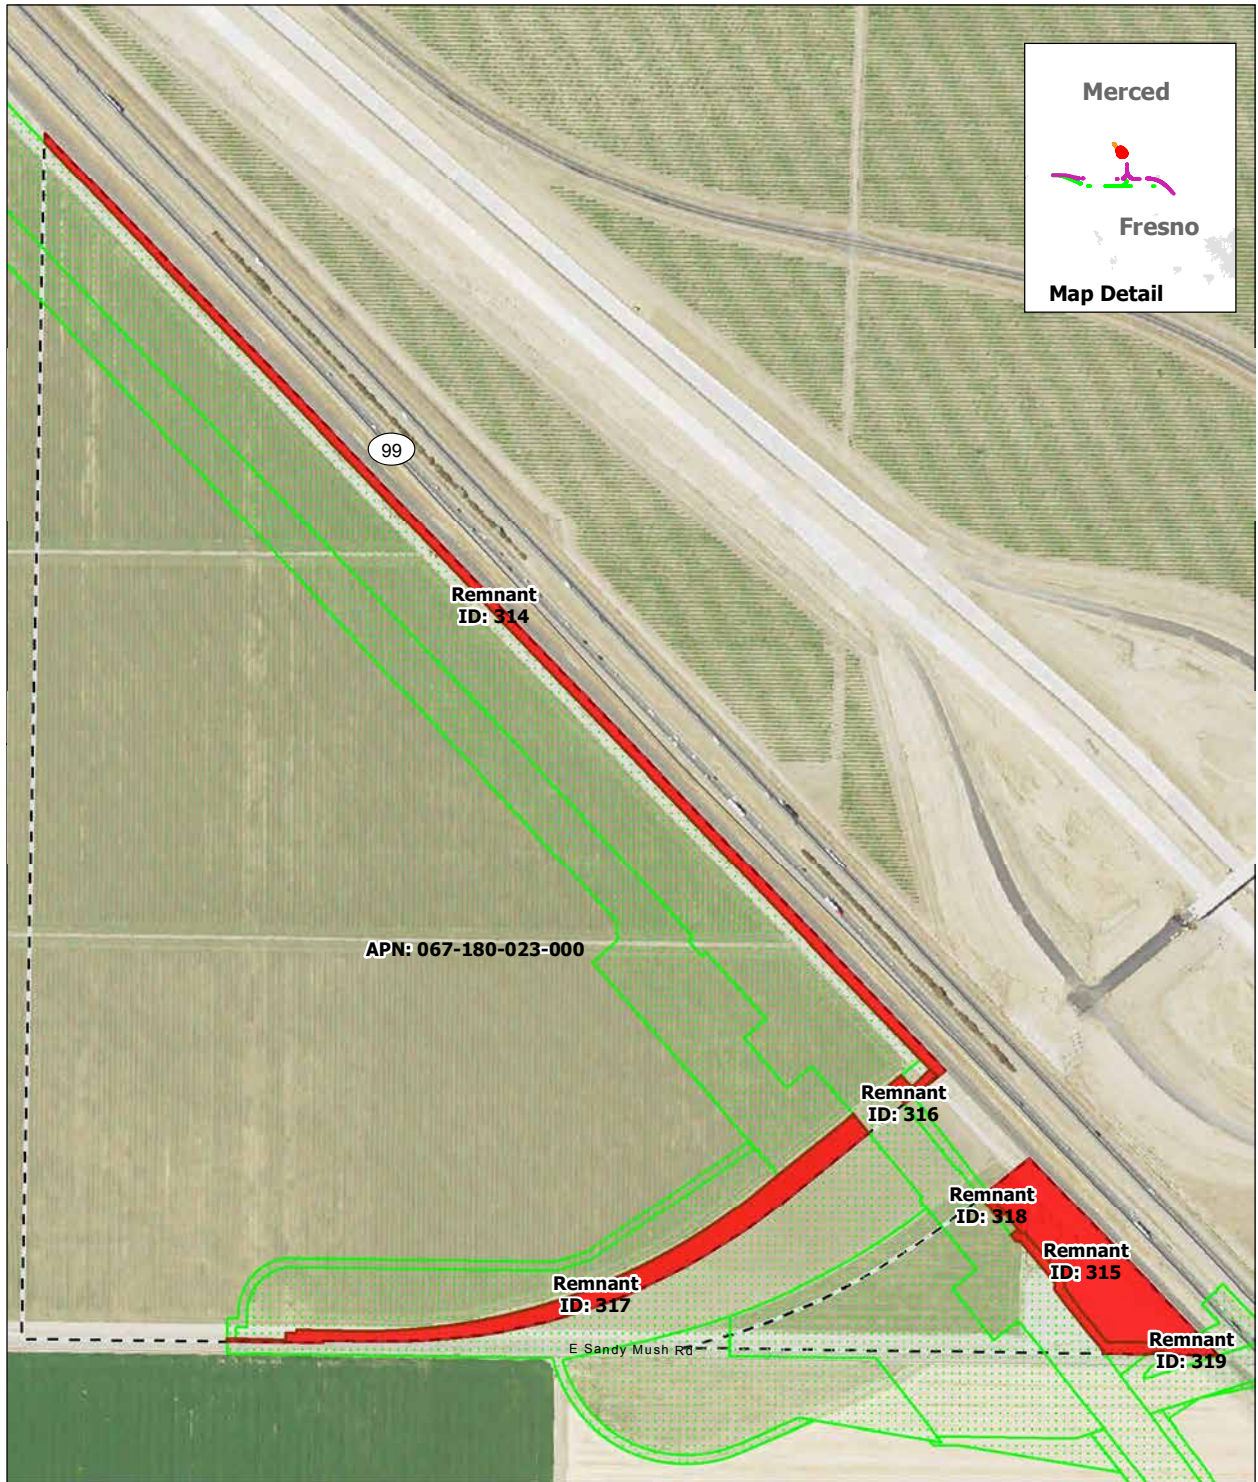 Merced
Fresno
Map Detail
99
Remnant
ID: 314
APN: 067-180-023-000
Remnant
ID: 316
Remnant
ID: 318
Remnant
ID: 315
Remnant
ID: 317
E Sandy Mush Rd
Remnant
ID: 319